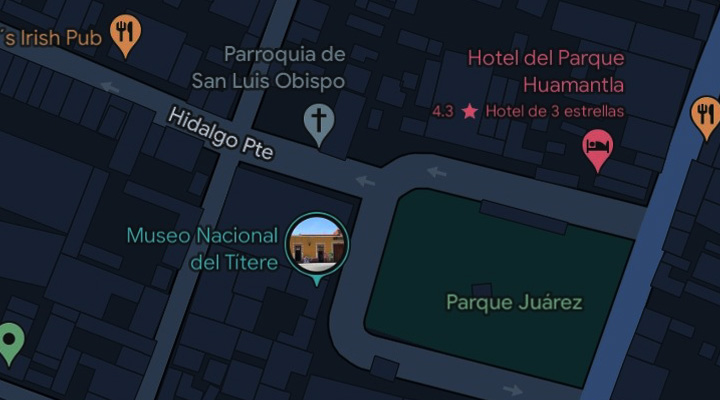 ´s Irish Pub
Parroquia de
San Luis Obispo
Hotel del Parque
Huamantla
4.3 ★ Hotel de 3 estrellas
Hidalgo Pte
Museo Nacional
del Títere
Parque Juárez